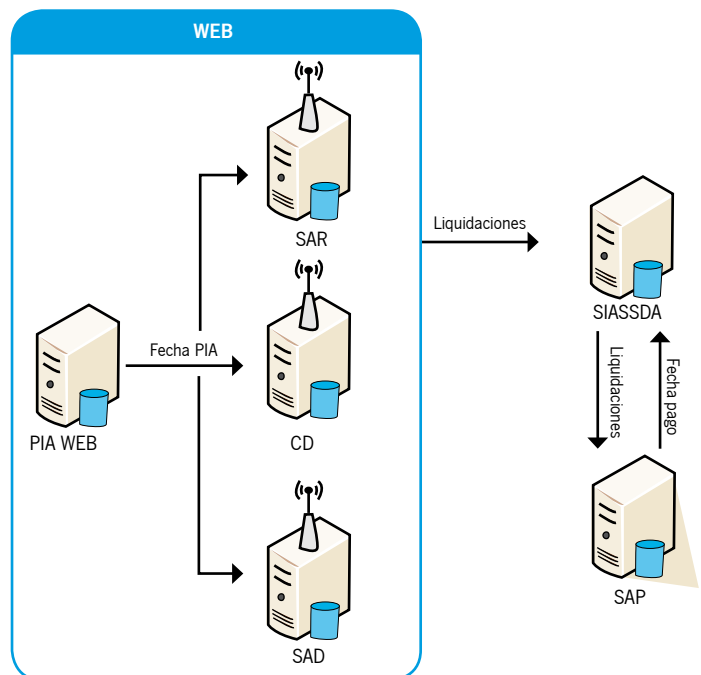 WEB
SAR
Liquidaciones
SIASSDA
Fecha PIA
PIA WEB
CD
Liquidaciones
Fecha pago
SAP
SAD